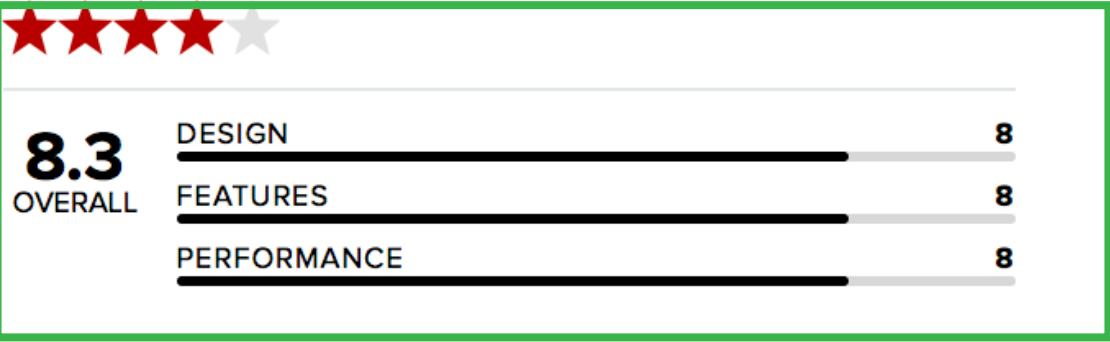 8.3
OVERALL
DESIGN 8
FEATURES 8
PERFORMANCE 8